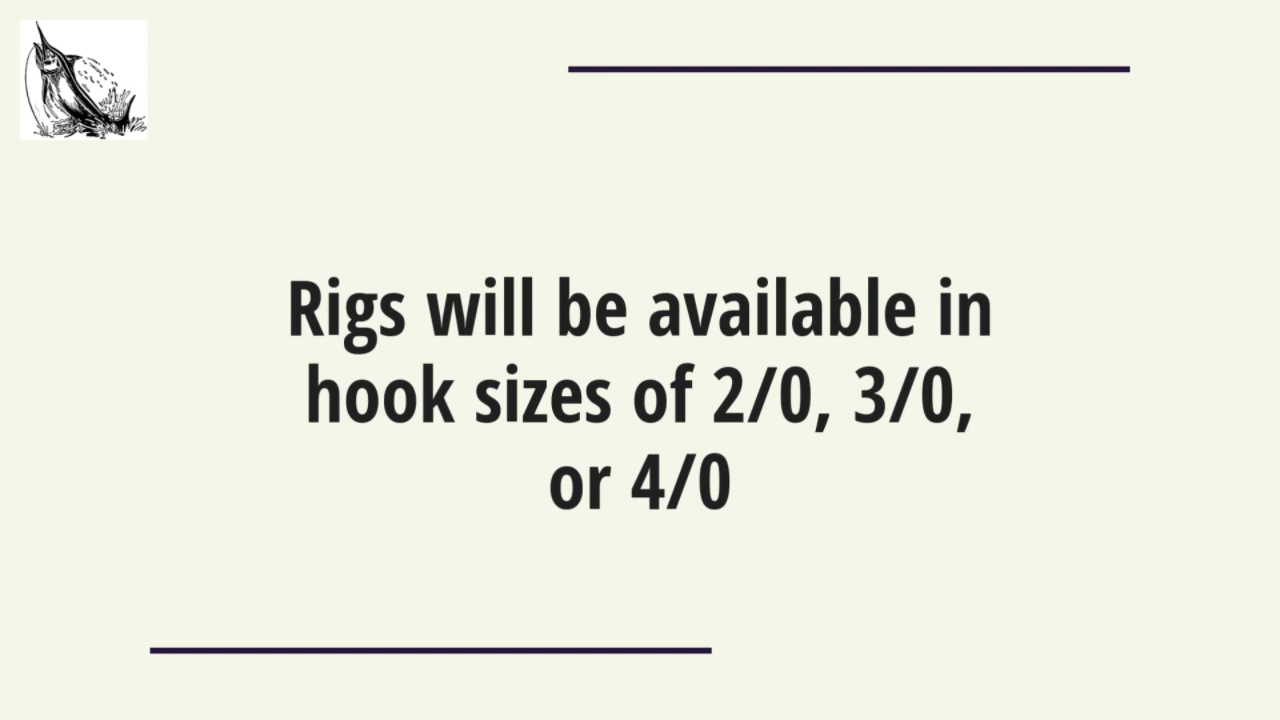 Rigs will be available in
hook sizes of 2/0, 3/0,
or 4/0